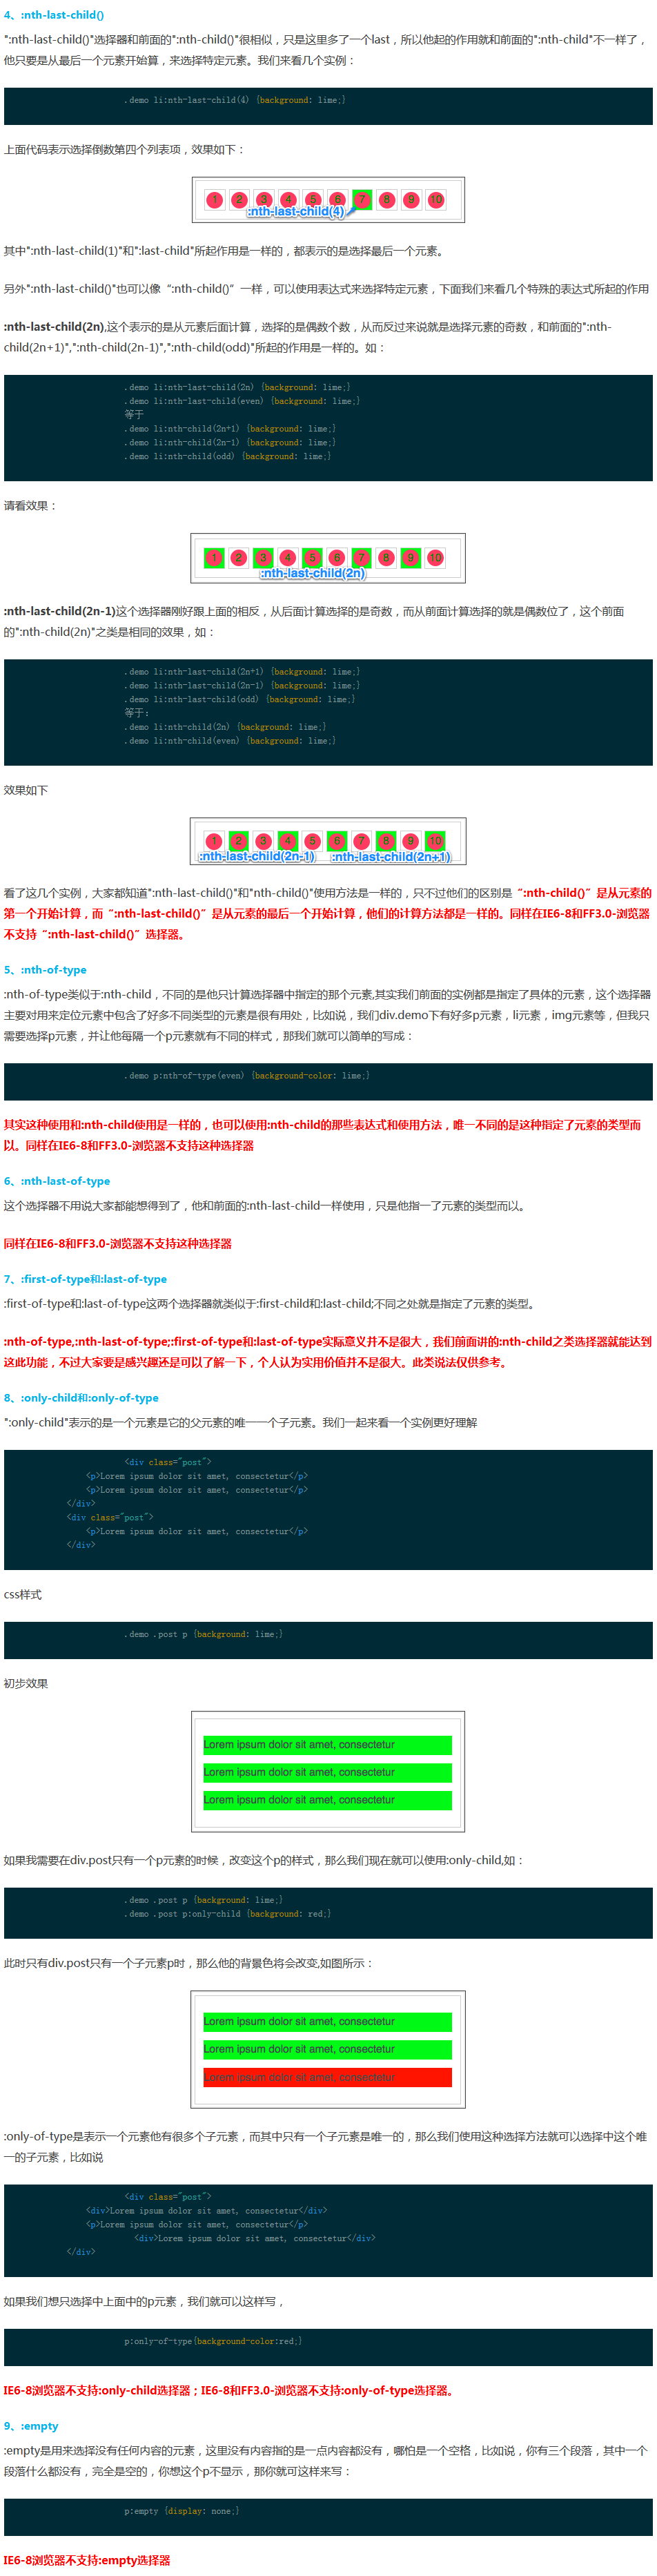 4、:nth-last-child()
":nth-last-child()"选择器和前面的":nth-child()"很相似，只是这里多了一个last，所以他起的作用就和前面的":nth-child"不一样了，
他只要是从最后一个元素开始算，来选择特定元素。我们来看几个实例：
.demo li:nth-last-child(4) {background: lime;}
上面代码表示选择倒数第四个列表项，效果如下：
1 2 3 4 5 6 7 8 9 10
:nth-last-child(4)
其中":nth-last-child(1)"和":last-child"所起作用是一样的，都表示的是选择最后一个元素。
另外":nth-last-child()"也可以像“:nth-child()”一样，可以使用表达式来选择特定元素，下面我们来看几个特殊的表达式所起的作用
:nth-last-child(2n),这个表示的是从元素后面计算，选择的是偶数个数，从而反过来说就是选择元素的奇数，和前面的":nth-
child(2n+1)",":nth-child(2n-1)",":nth-child(odd)"所起的作用是一样的。如：
.demo li:nth-last-child(2n) {background: lime;}
.demo li:nth-last-child(even) {background: lime;}
等于
.demo li:nth-child(2n+1) {background: lime;}
.demo li:nth-child(2n-1) {background: lime;}
.demo li:nth-child(odd) {background: lime;}
请看效果：
1 2 3 4 5 6 7 8 9 10
:nth-last-child(2n)
:nth-last-child(2n-1)这个选择器刚好跟上面的相反，从后面计算选择的是奇数，而从前面计算选择的就是偶数位了，这个前面
的":nth-child(2n)"之类是相同的效果，如：
.demo li:nth-last-child(2n+1) {background: lime;}
.demo li:nth-last-child(2n-1) {background: lime;}
.demo li:nth-last-child(odd) {background: lime;}
等于：
.demo li:nth-child(2n) {background: lime;}
.demo li:nth-child(even) {background: lime;}
效果如下
1 2 3 4 5 6 7 8 9 10
:nth-last-child(2n-1) :nth-last-child(2n+1)
看了这几个实例，大家都知道":nth-last-child()"和"nth-child()"使用方法是一样的，只不过他们的区别是“:nth-child()”是从元素的
第一个开始计算，而“:nth-last-child()”是从元素的最后一个开始计算，他们的计算方法都是一样的。同样在IE6-8和FF3.0-浏览器
不支持“:nth-last-child()”选择器。
5、:nth-of-type
:nth-of-type类似于:nth-child，不同的是他只计算选择器中指定的那个元素,其实我们前面的实例都是指定了具体的元素，这个选择器
主要对用来定位元素中包含了好多不同类型的元素是很有用处，比如说，我们div.demo下有好多p元素，li元素，img元素等，但我只
需要选择p元素，并让他每隔一个p元素就有不同的样式，那我们就可以简单的写成：
.demo p:nth-of-type(even) {background-color: lime;}
其实这种使用和:nth-child使用是一样的，也可以使用:nth-child的那些表达式和使用方法，唯一不同的是这种指定了元素的类型而
以。同样在IE6-8和FF3.0-浏览器不支持这种选择器
6、:nth-last-of-type
这个选择器不用说大家都能想得到了，他和前面的:nth-last-child一样使用，只是他指一了元素的类型而以。
同样在IE6-8和FF3.0-浏览器不支持这种选择器
7、:first-of-type和:last-of-type
:first-of-type和:last-of-type这两个选择器就类似于:first-child和:last-child;不同之处就是指定了元素的类型。
:nth-of-type,:nth-last-of-type;:first-of-type和:last-of-type实际意义并不是很大，我们前面讲的:nth-child之类选择器就能达到
这此功能，不过大家要是感兴趣还是可以了解一下，个人认为实用价值并不是很大。此类说法仅供参考。
8、:only-child和:only-of-type
":only-child"表示的是一个元素是它的父元素的唯一一个子元素。我们一起来看一个实例更好理解
<div class="post">
<p>Lorem ipsum dolor sit amet, consectetur</p>
<p>Lorem ipsum dolor sit amet, consectetur</p>
</div>
<div class="post">
<p>Lorem ipsum dolor sit amet, consectetur</p>
</div>
css样式
.demo .post p {background: lime;}
初步效果
Lorem ipsum dolor sit amet, consectetur
Lorem ipsum dolor sit amet, consectetur
Lorem ipsum dolor sit amet, consectetur
如果我需要在div.post只有一个p元素的时候，改变这个p的样式，那么我们现在就可以使用:only-child,如：
.demo .post p {background: lime;}
.demo .post p:only-child {background: red;}
此时只有div.post只有一个子元素p时，那么他的背景色将会改变,如图所示：
Lorem ipsum dolor sit amet, consectetur
Lorem ipsum dolor sit amet, consectetur
Lorem ipsum dolor sit amet, consectetur
:only-of-type是表示一个元素他有很多个子元素，而其中只有一个子元素是唯一的，那么我们使用这种选择方法就可以选择中这个唯
一的子元素，比如说
<div class="post">
<div>Lorem ipsum dolor sit amet, consectetur</div>
<p>Lorem ipsum dolor sit amet, consectetur</p>
<div>Lorem ipsum dolor sit amet, consectetur</div>
</div>
如果我们想只选择中上面中的p元素，我们就可以这样写，
p:only-of-type{background-color:red;}
IE6-8浏览器不支持:only-child选择器；IE6-8和FF3.0-浏览器不支持:only-of-type选择器。
9、:empty
:empty是用来选择没有任何内容的元素，这里没有内容指的是一点内容都没有，哪怕是一个空格，比如说，你有三个段落，其中一个
段落什么都没有，完全是空的，你想这个p不显示，那你就可这样来写：
p:empty {display: none;}
IE6-8浏览器不支持:empty选择器